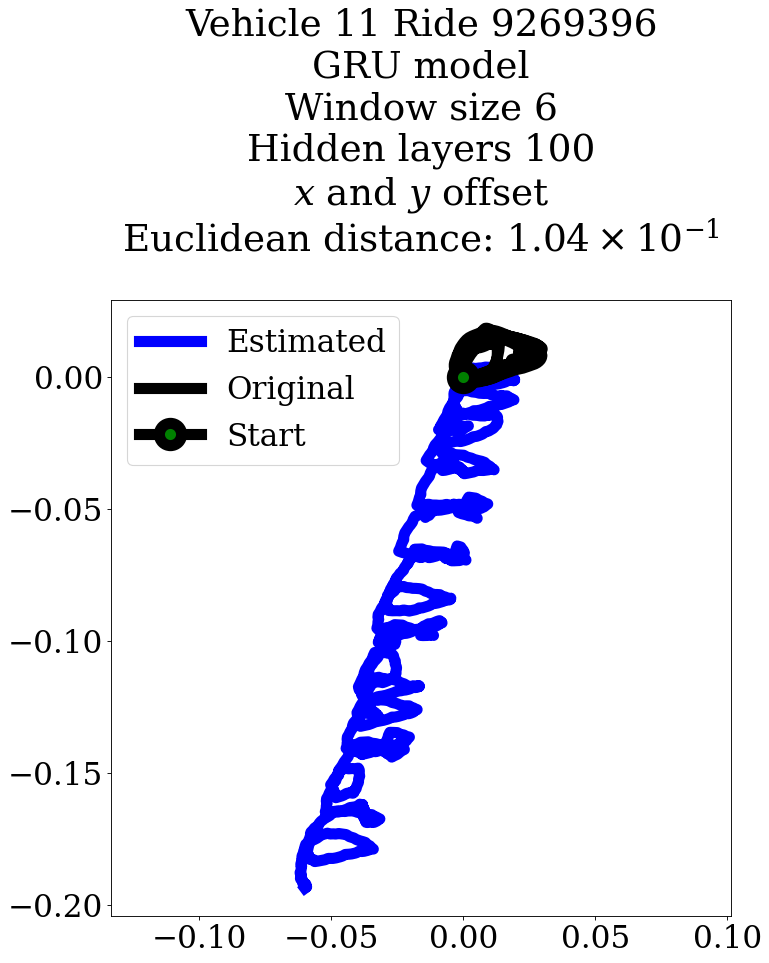 Vehicle 11 Ride 9269396
GRU model
Window size 6
Hidden layers 100
x and y offset
Euclidean distance: 1.04 × 10⁻¹
Estimated
Original
Start
0.00
−0.05
−0.10
−0.15
−0.20
−0.10 −0.05 0.00 0.05 0.10